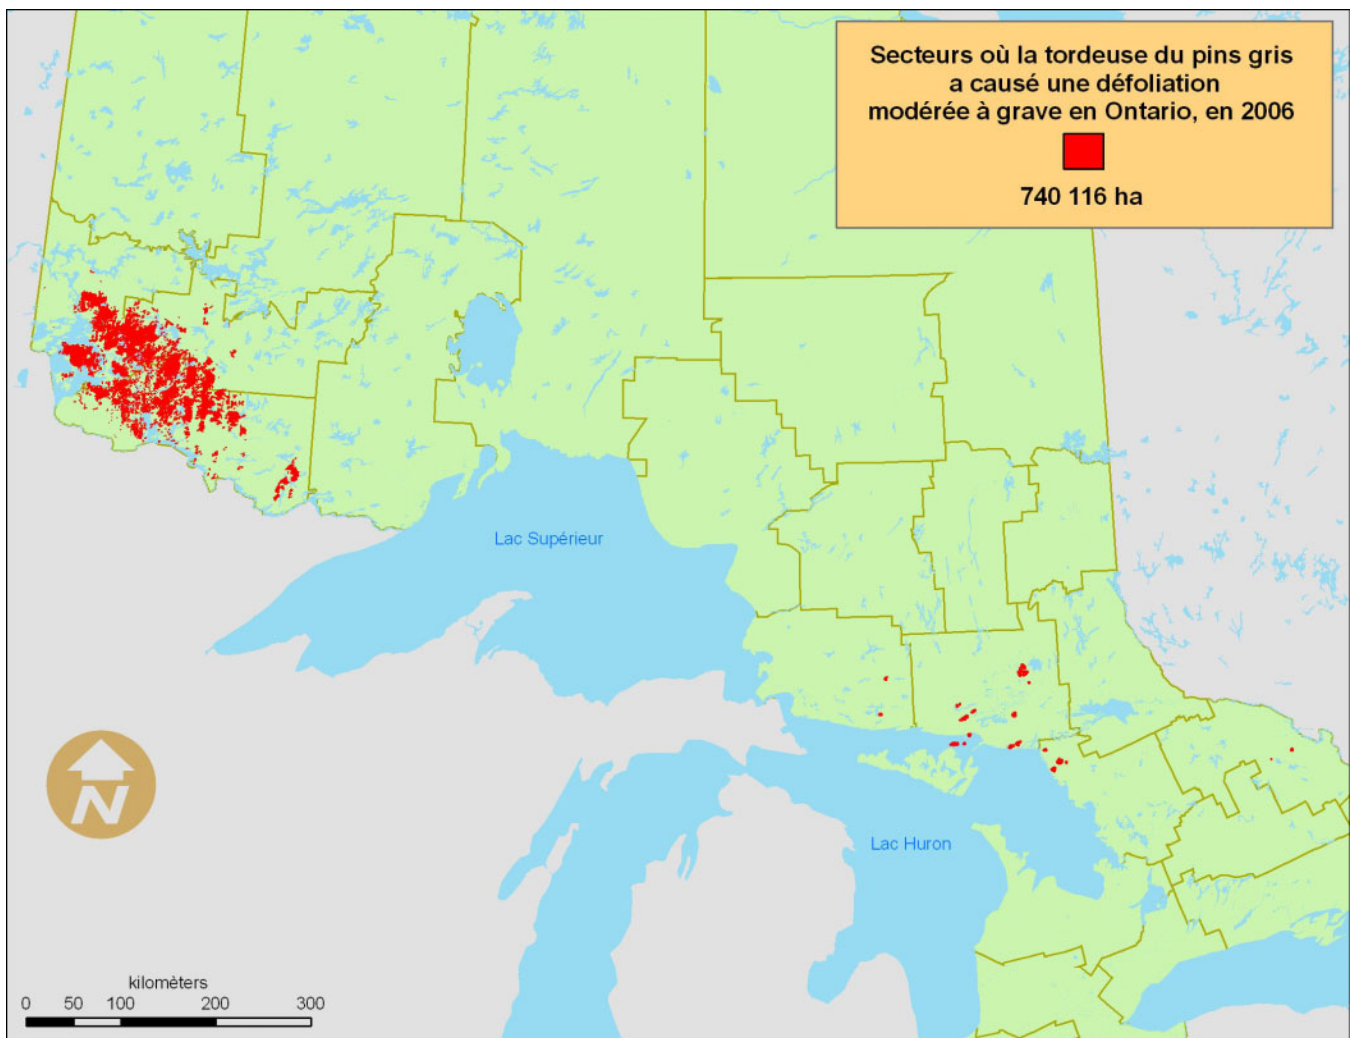 Secteurs où la tordeuse du pins gris
a causé une défoliation
modérée à grave en Ontario, en 2006
740 116 ha
Lac Supérieur
Lac Huron
N
kilomèters
0 50 100 200 300